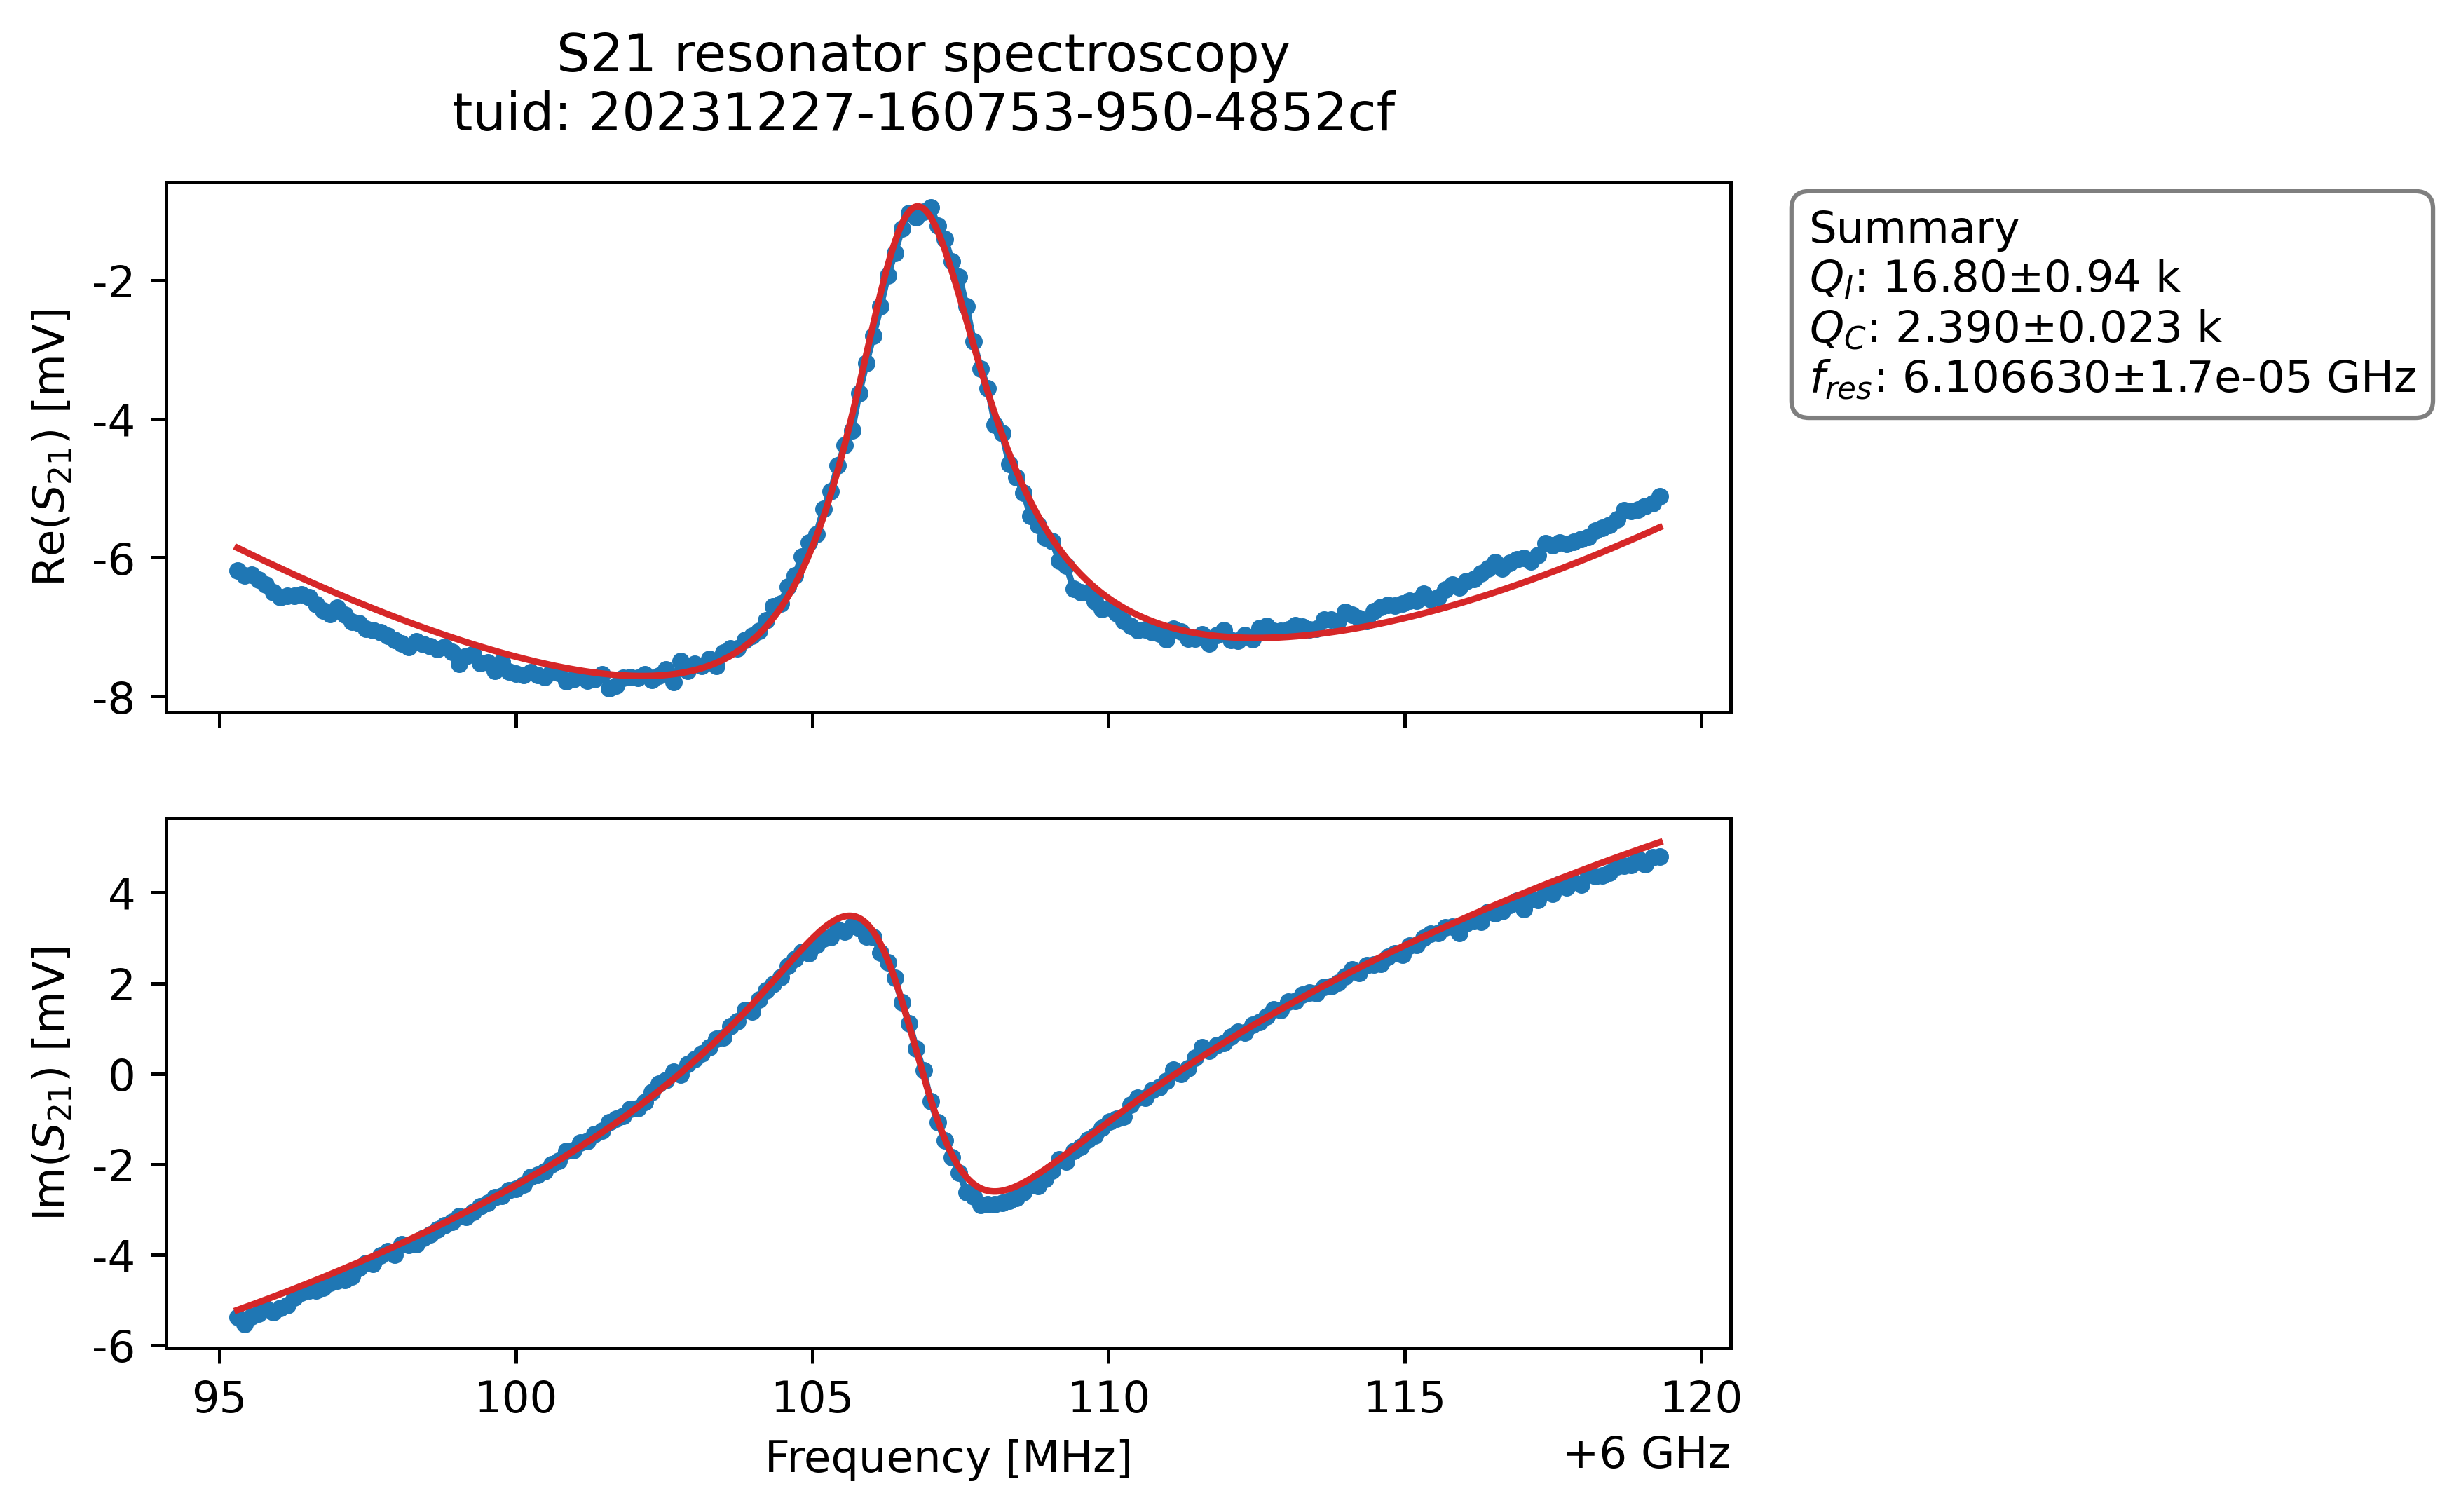 S21 resonator spectroscopy
tuid: 20231227-160753-950-4852cf
Re(S₂₁) [mV]
-2
-4
-6
-8
Summary
Q_I: 16.80±0.94 k
Q_C: 2.390±0.023 k
f_res: 6.106630±1.7e-05 GHz
Im(S₂₁) [mV]
4
2
0
-2
-4
-6
95 100 105 110 115 120
Frequency [MHz]
+6 GHz